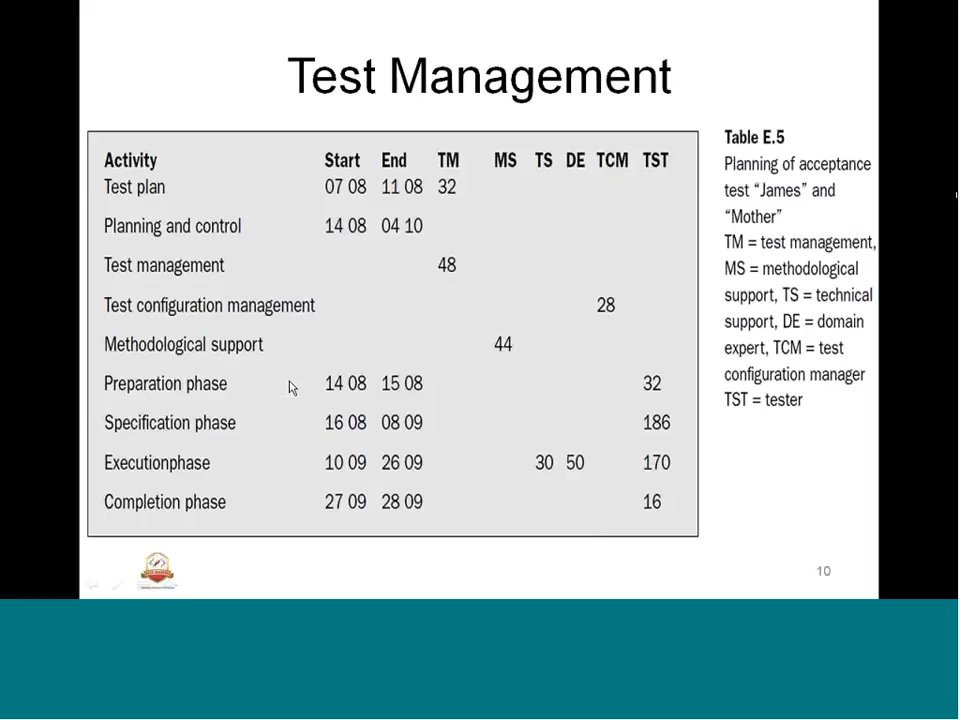 Test Management
Activity Start End TM MS TS DE TCM TST
Test plan 07 08 11 08 32
Planning and control 14 08 04 10
Test management 48
Test configuration management 28
Methodological support 44
Preparation phase 14 08 15 08 32
Specification phase 16 08 08 09 186
Executionphase 10 09 26 09 30 50 170
Completion phase 27 09 28 09 16
Table E.5
Planning of acceptance
test “James” and
“Mother”
TM = test management,
MS = methodological
support, TS = technical
support, DE = domain
expert, TCM = test
configuration manager
TST = tester
10